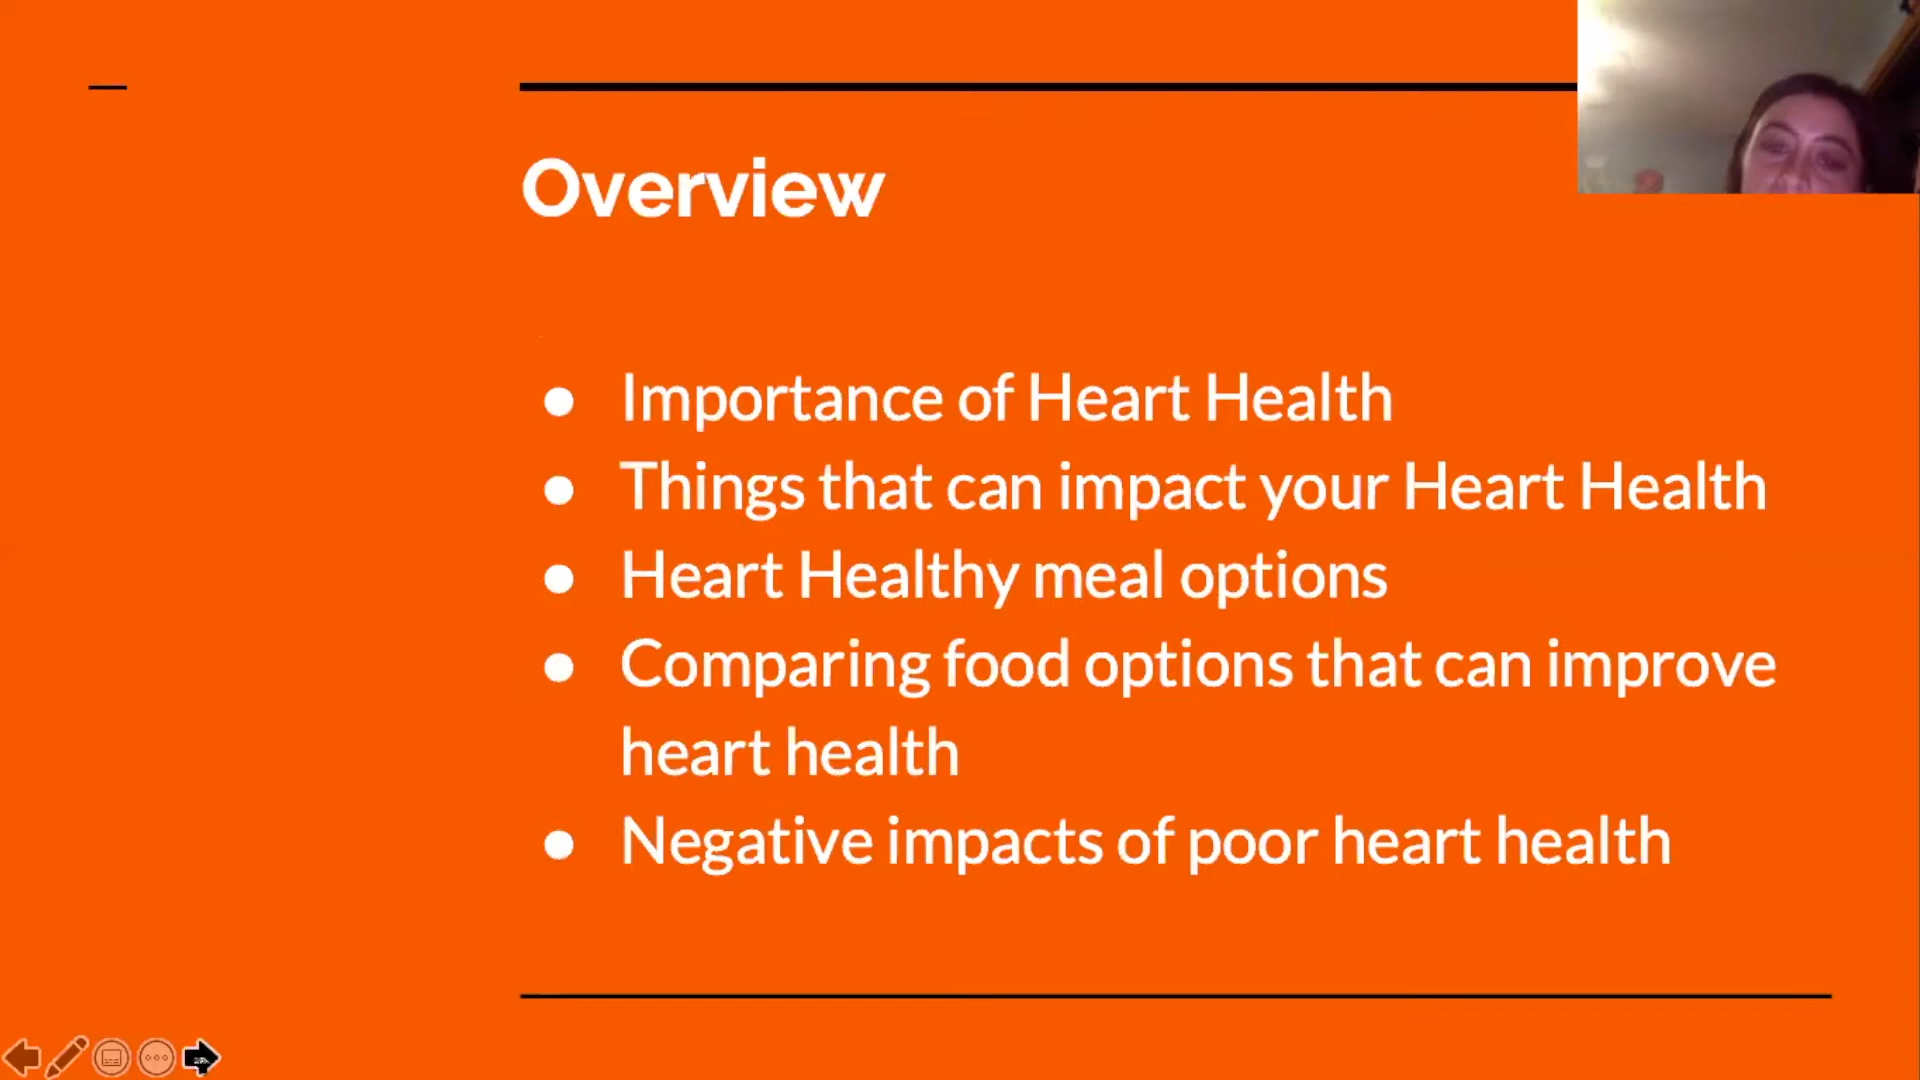 Overview
● Importance of Heart Health
● Things that can impact your Heart Health
● Heart Healthy meal options
● Comparing food options that can improve
heart health
● Negative impacts of poor heart health